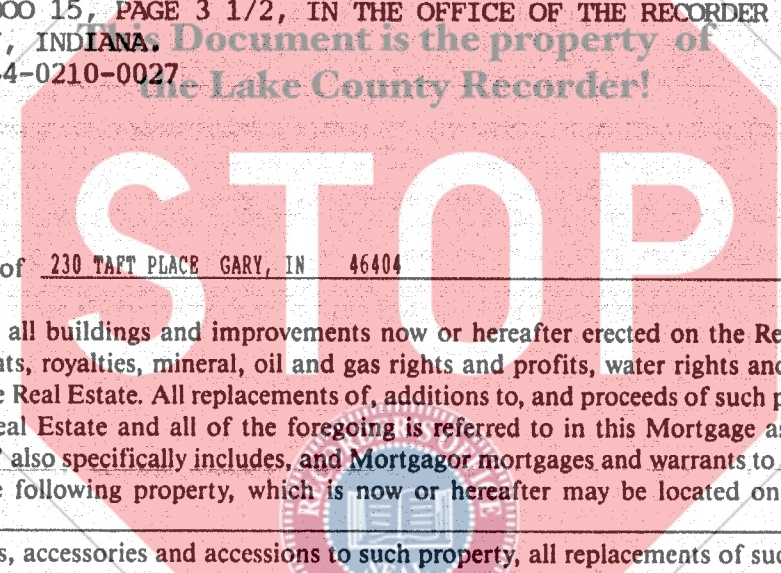 OOO 15, PAGE 3 1/2, IN THE OFFICE OF THE RECORDER
, INDIANA.
This Document is the property of
4-0210-0027
the Lake County Recorder!
STOP
of 230 TAFT PLACE GARY, IN 46404
all buildings and improvements now or hereafter erected on the Re
nts, royalties, mineral, oil and gas rights and profits, water rights and
e Real Estate. All replacements of, additions to, and proceeds of such p
eal Estate and all of the foregoing is referred to in this Mortgage as
" also specifically includes, and Mortgagor mortgages and warrants to
e following property, which is now or hereafter may be located on
s, accessories and accessions to such property, all replacements of suc